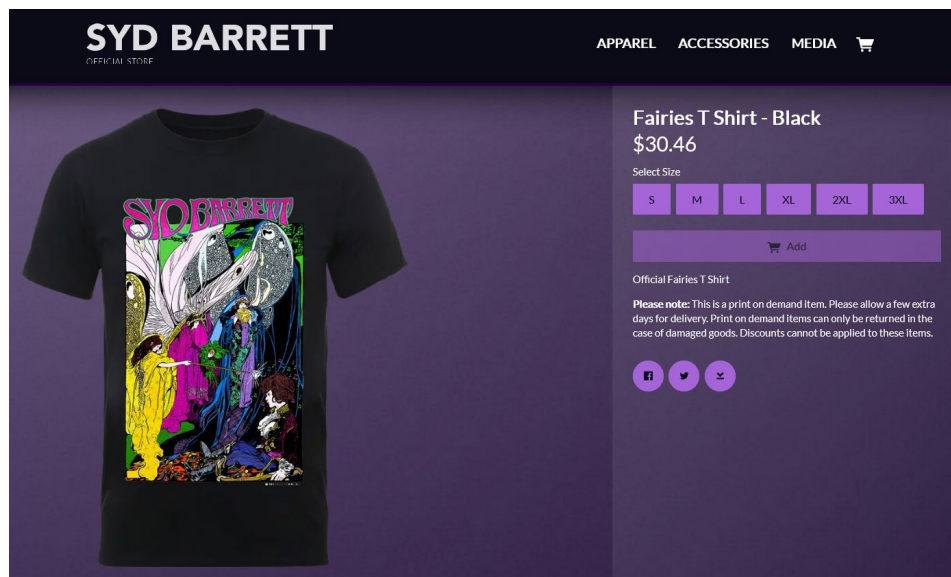 SYD BARRETT
OFFICIAL STORE
APPAREL ACCESSORIES MEDIA
SYD BARRETT
Fairies T Shirt - Black
$30.46
Select Size
S M L XL 2XL 3XL
Add
Official Fairies T Shirt
Please note: This is a print on demand item. Please allow a few extra
days for delivery. Print on demand items can only be returned in the
case of damaged goods. Discounts cannot be applied to these items.